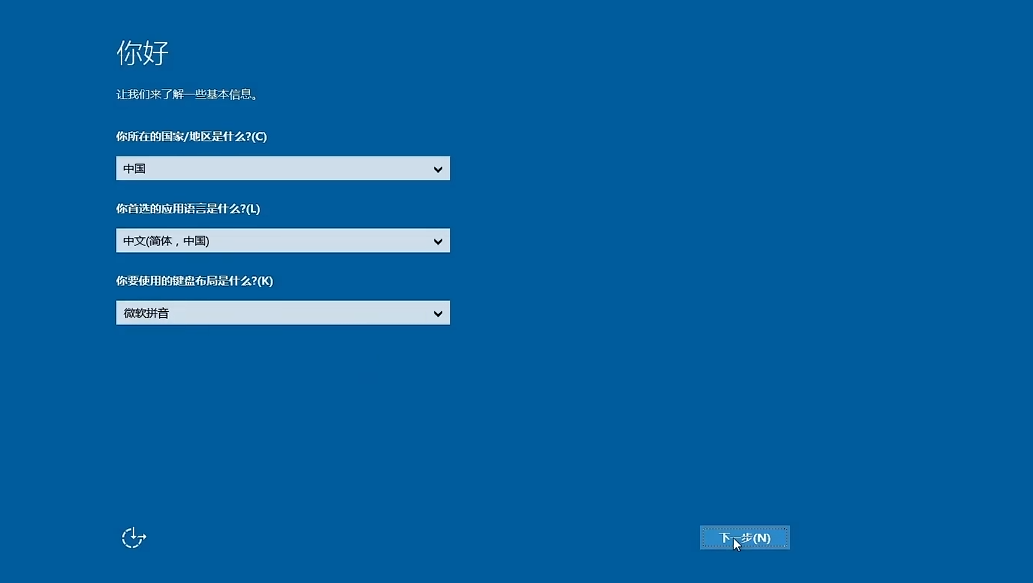 你好
让我们来了解一些基本信息。
你所在的国家/地区是什么?(C)
中国
你首选的应用语言是什么?(L)
中文(简体，中国)
你要使用的键盘布局是什么?(K)
微软拼音
下一步(N)